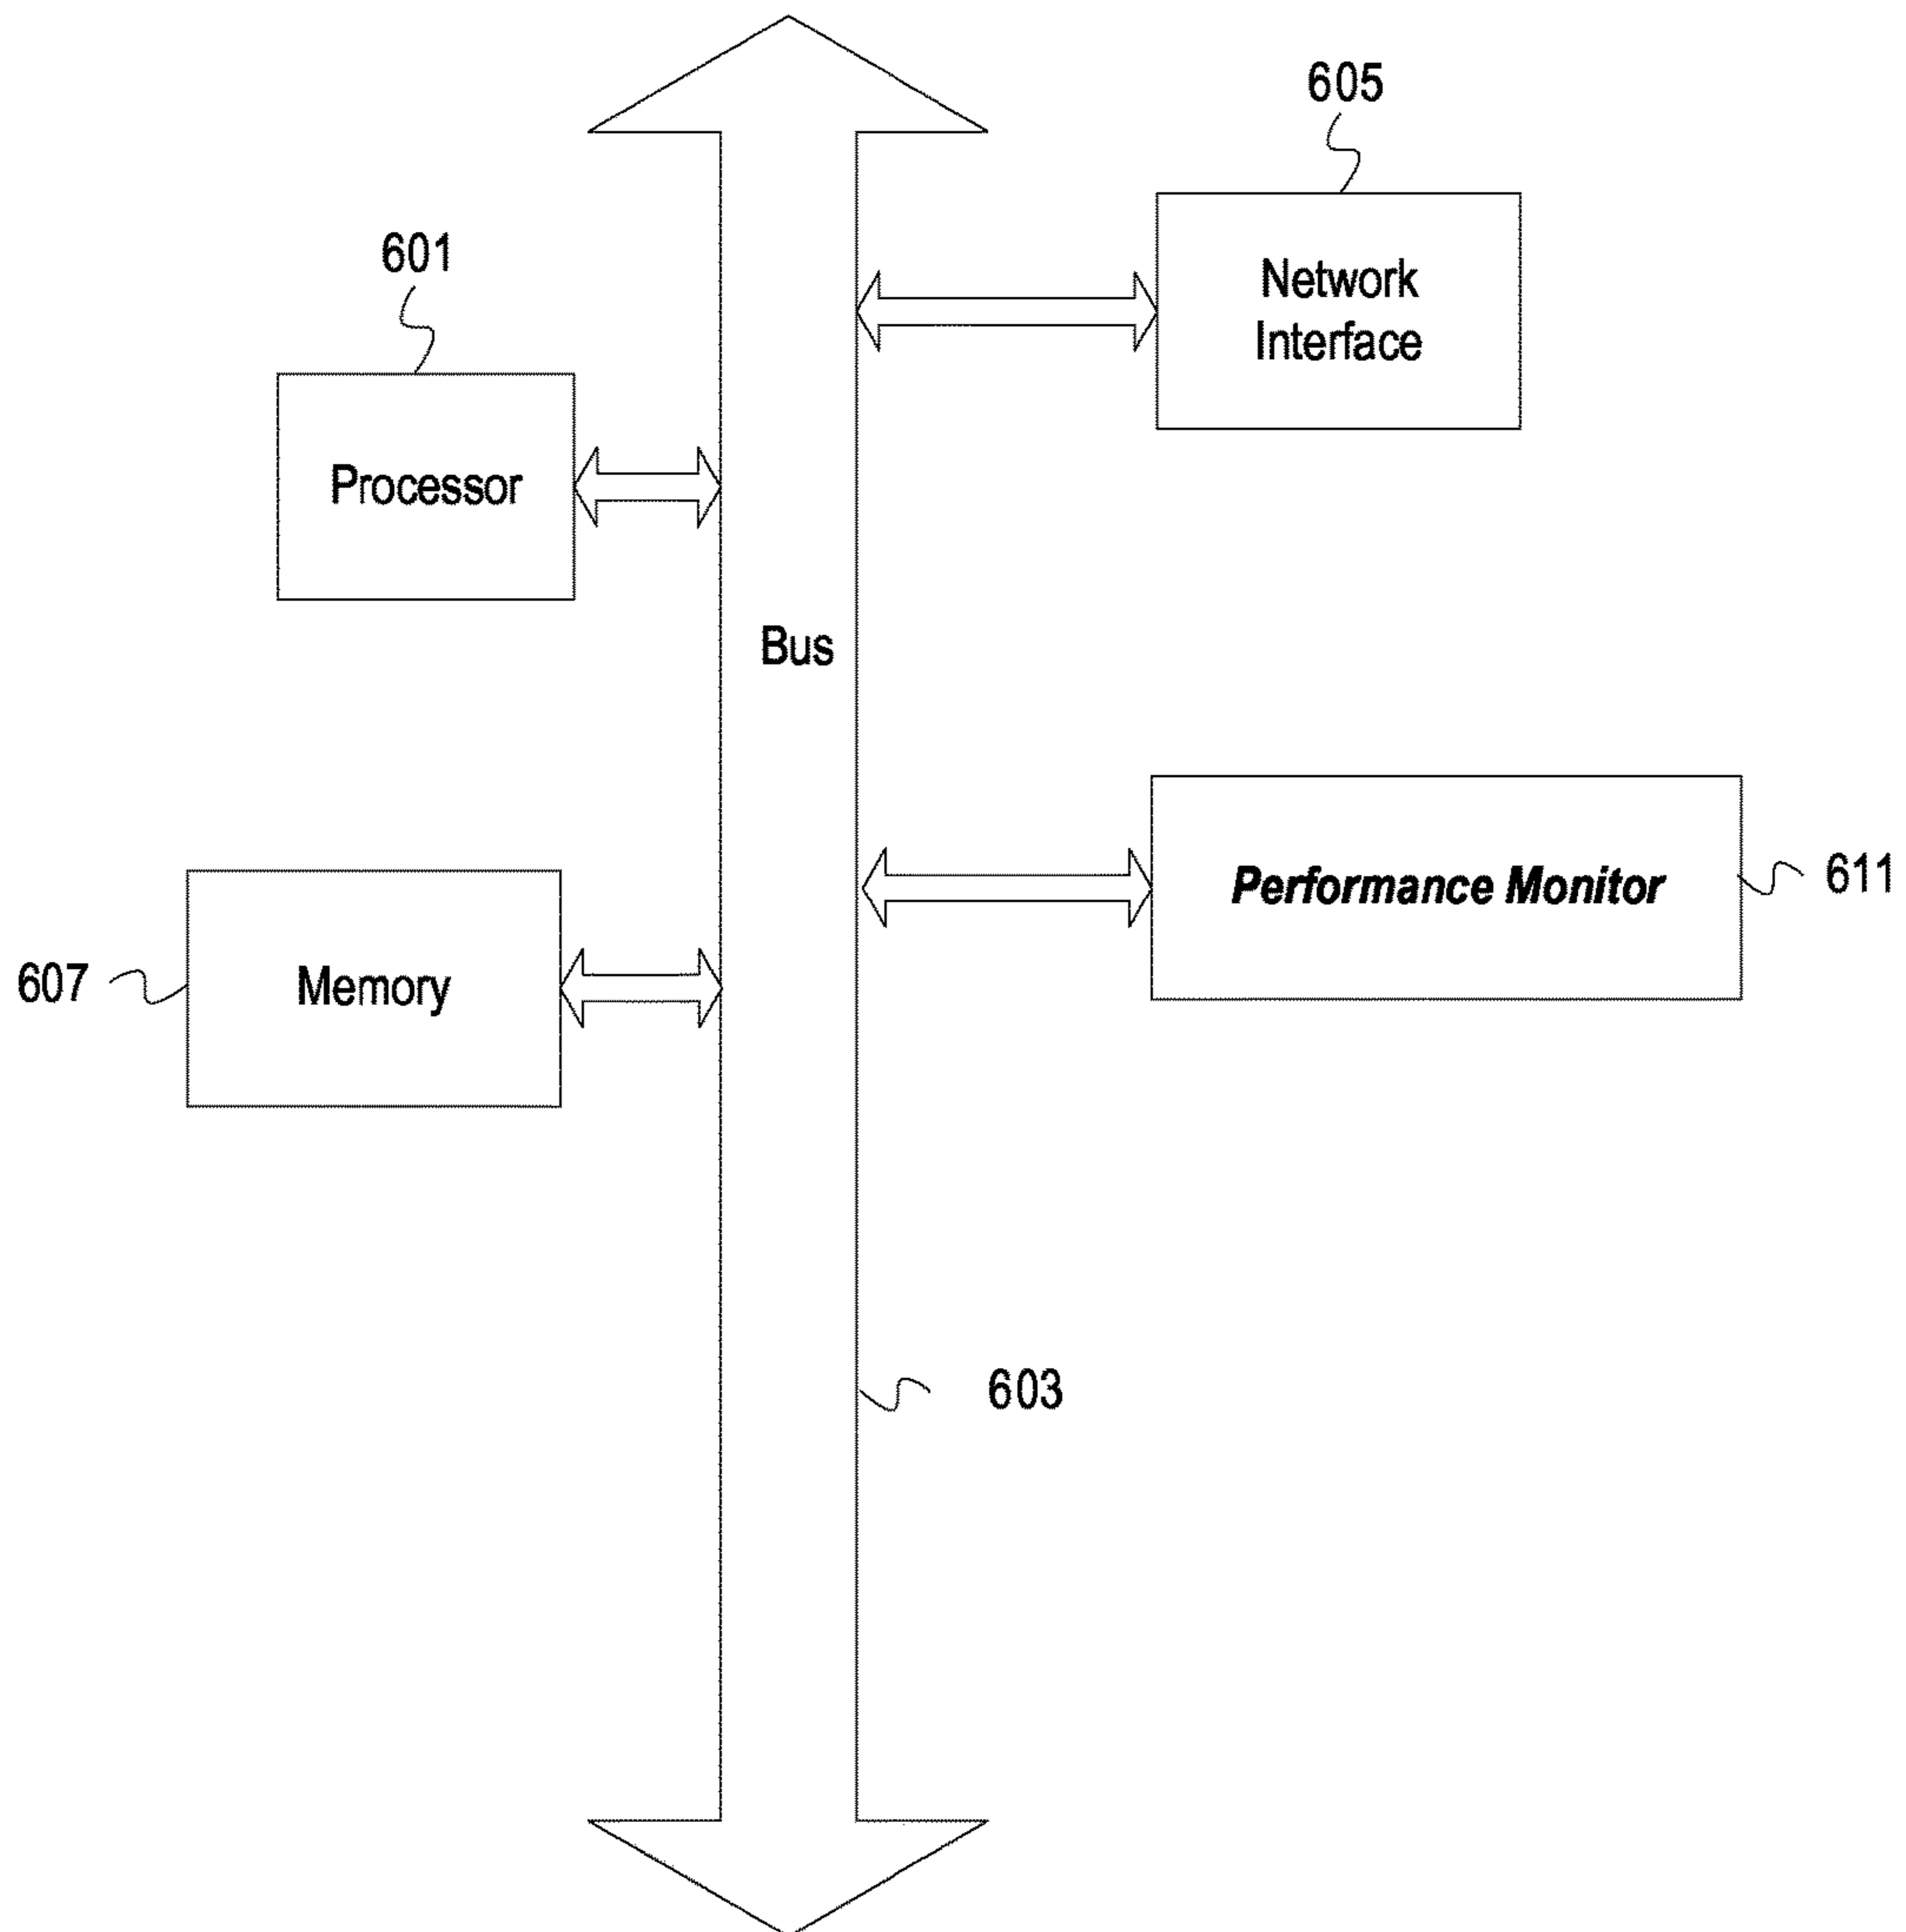 605
Network
Interface
601
Processor
Bus
Performance Monitor
611
607
Memory
603